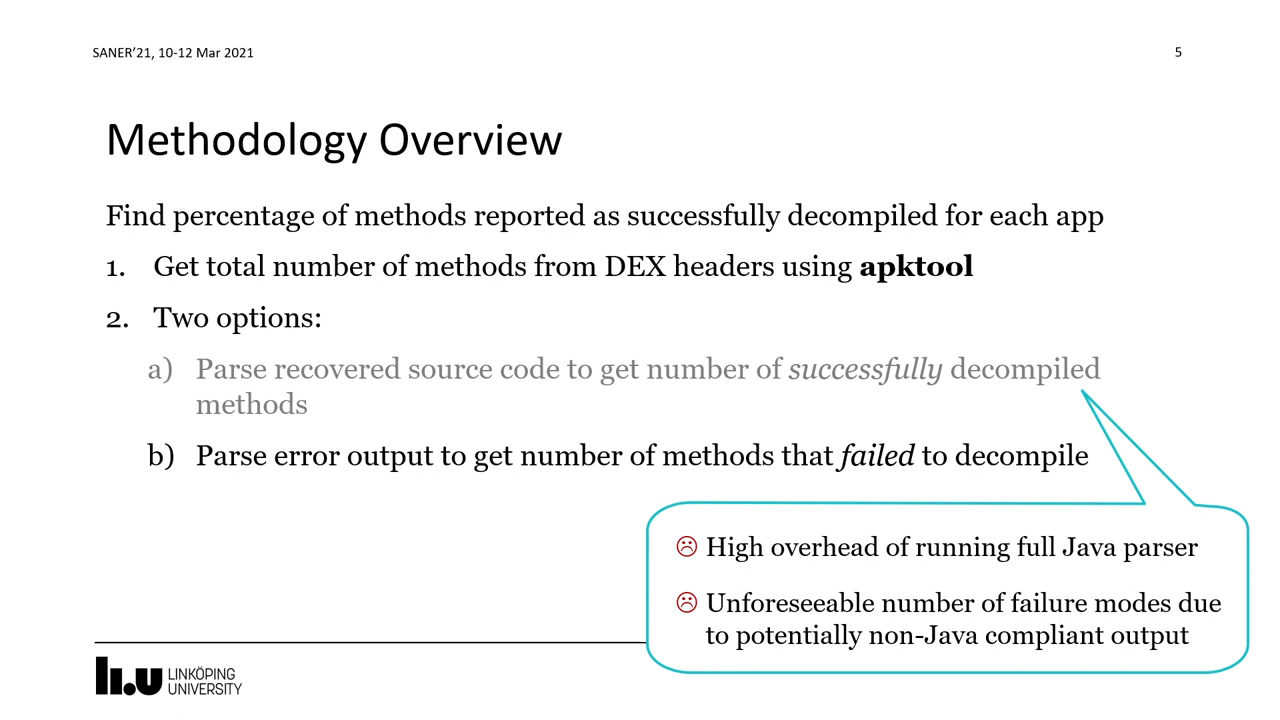 SANER’21, 10-12 Mar 2021
5
Methodology Overview
Find percentage of methods reported as successfully decompiled for each app
1. Get total number of methods from DEX headers using apktool
2. Two options:
a) Parse recovered source code to get number of successfully decompiled
methods
b) Parse error output to get number of methods that failed to decompile
☹ High overhead of running full Java parser
☹ Unforeseeable number of failure modes due
to potentially non-Java compliant output
li.u LINKÖPING
UNIVERSITY